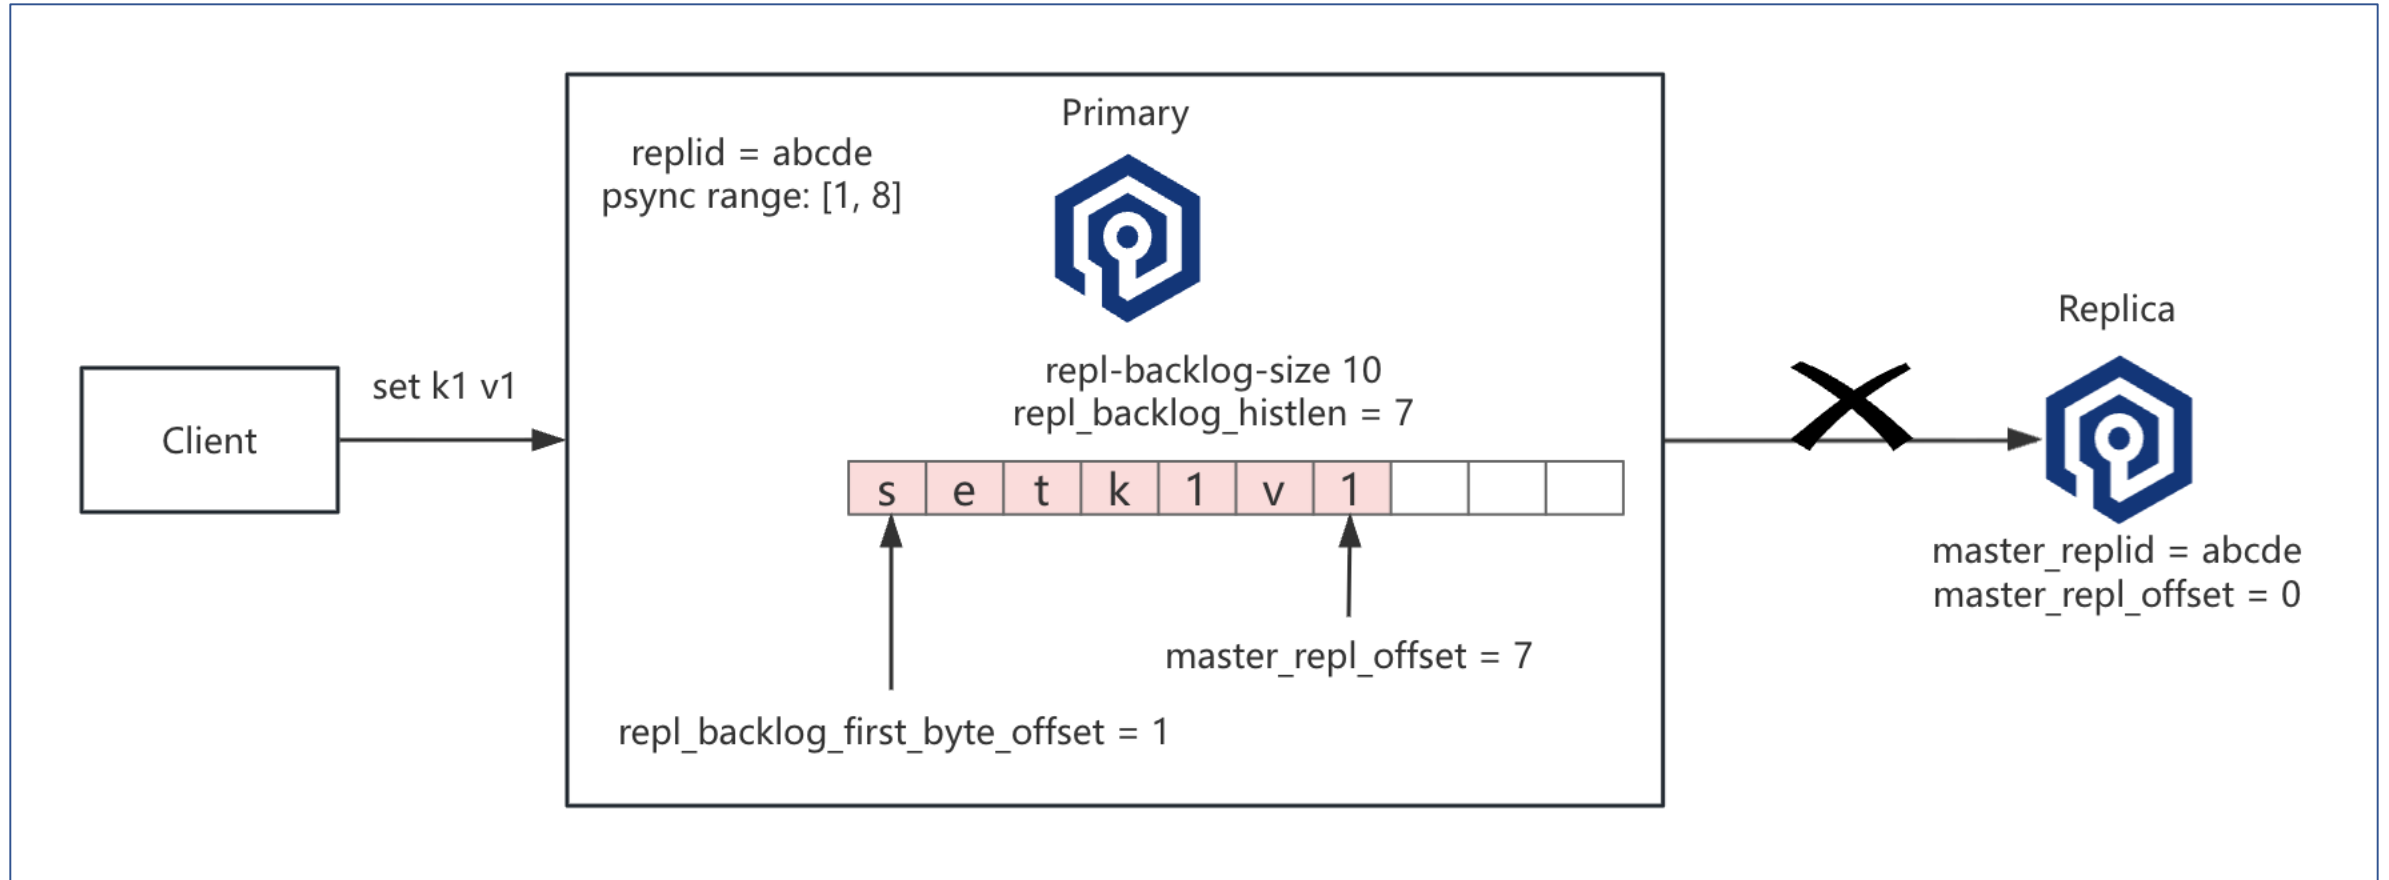 Primary
replid = abcde
psync range: [1, 8]
Replica
repl-backlog-size 10
repl_backlog_histlen = 7
set k1 v1
Client
s e t k 1 v 1
master_replid = abcde
master_repl_offset = 0
master_repl_offset = 7
repl_backlog_first_byte_offset = 1